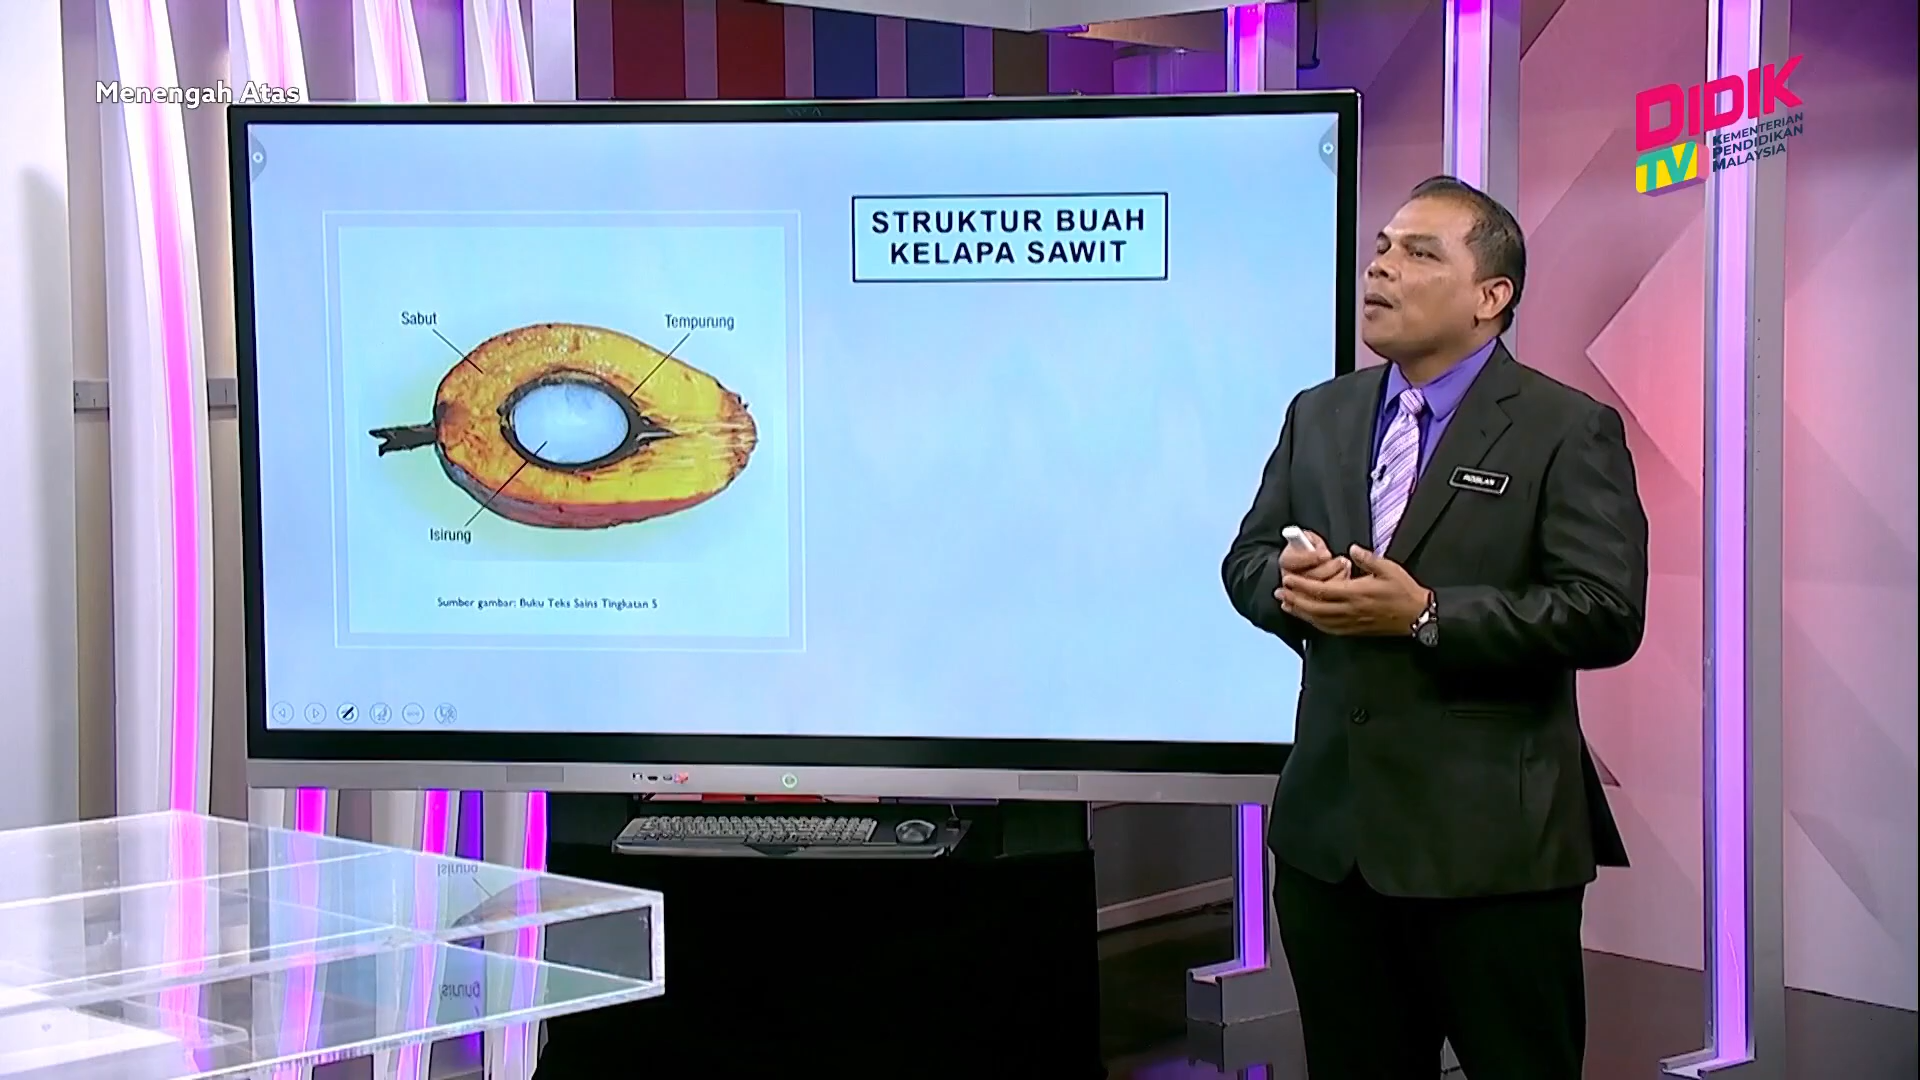 Menengah Atas
DIDIK
TV
KEMENTERIAN
PENDIDIKAN
MALAYSIA
STRUKTUR BUAH
KELAPA SAWIT
Sabut
Tempurung
Isirung
Sumber gambar: Buku Teks Sains Tingkatan 5
ROSLAN